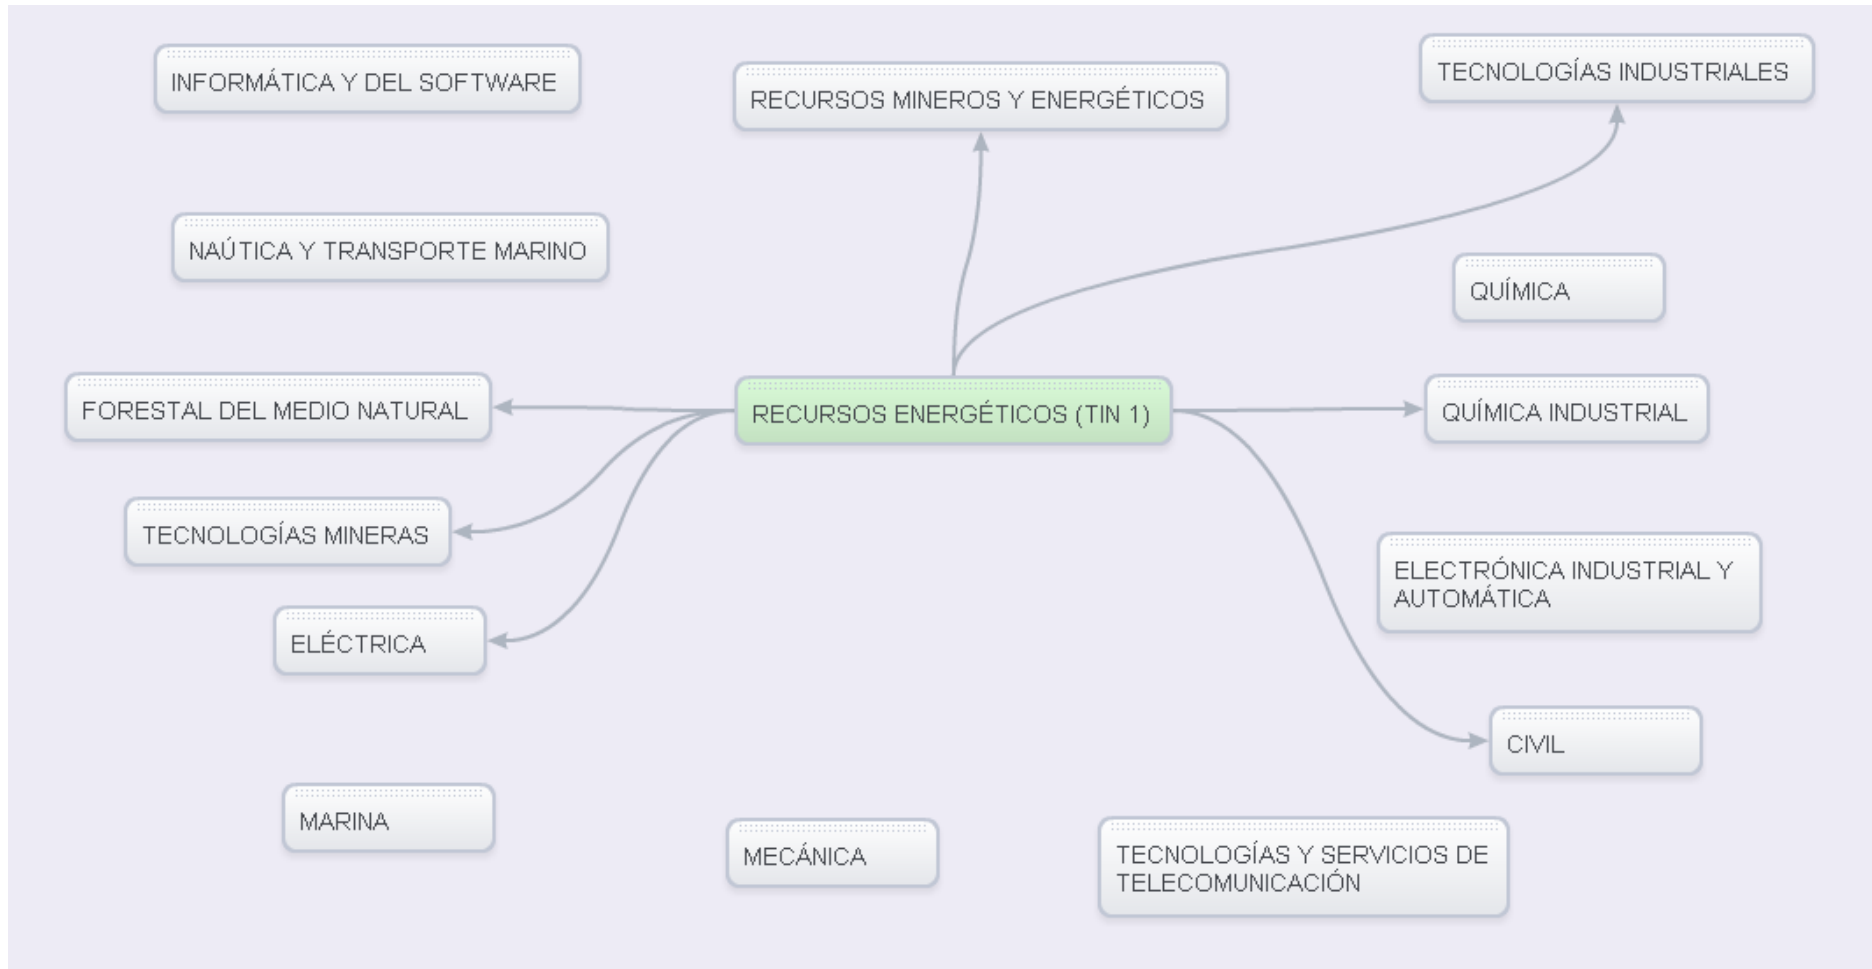 INFORMÁTICA Y DEL SOFTWARE
RECURSOS MINEROS Y ENERGÉTICOS
TECNOLOGÍAS INDUSTRIALES
NAÚTICA Y TRANSPORTE MARINO
QUÍMICA
FORESTAL DEL MEDIO NATURAL
RECURSOS ENERGÉTICOS (TIN 1)
QUÍMICA INDUSTRIAL
TECNOLOGÍAS MINERAS
ELECTRÓNICA INDUSTRIAL Y
AUTOMÁTICA
ELÉCTRICA
CIVIL
MARINA
MECÁNICA
TECNOLOGÍAS Y SERVICIOS DE
TELECOMUNICACIÓN